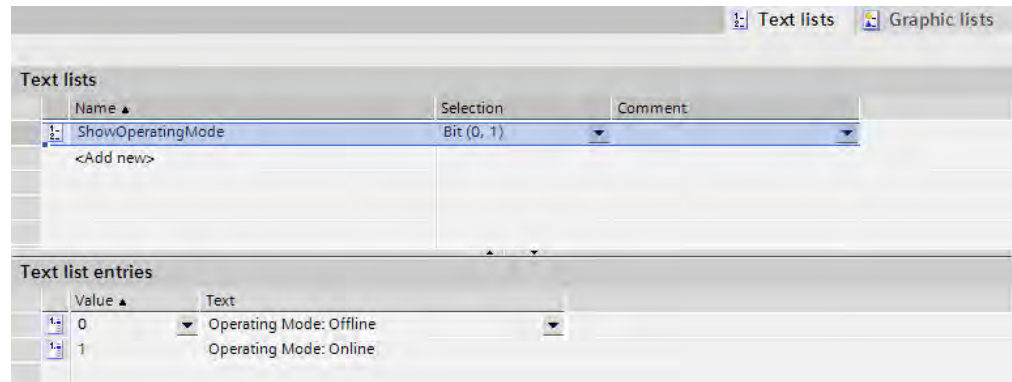 Text lists Graphic lists
Text lists
Name Selection Comment
ShowOperatingMode Bit (0, 1)
<Add new>
Text list entries
Value Text
0 Operating Mode: Offline
1 Operating Mode: Online